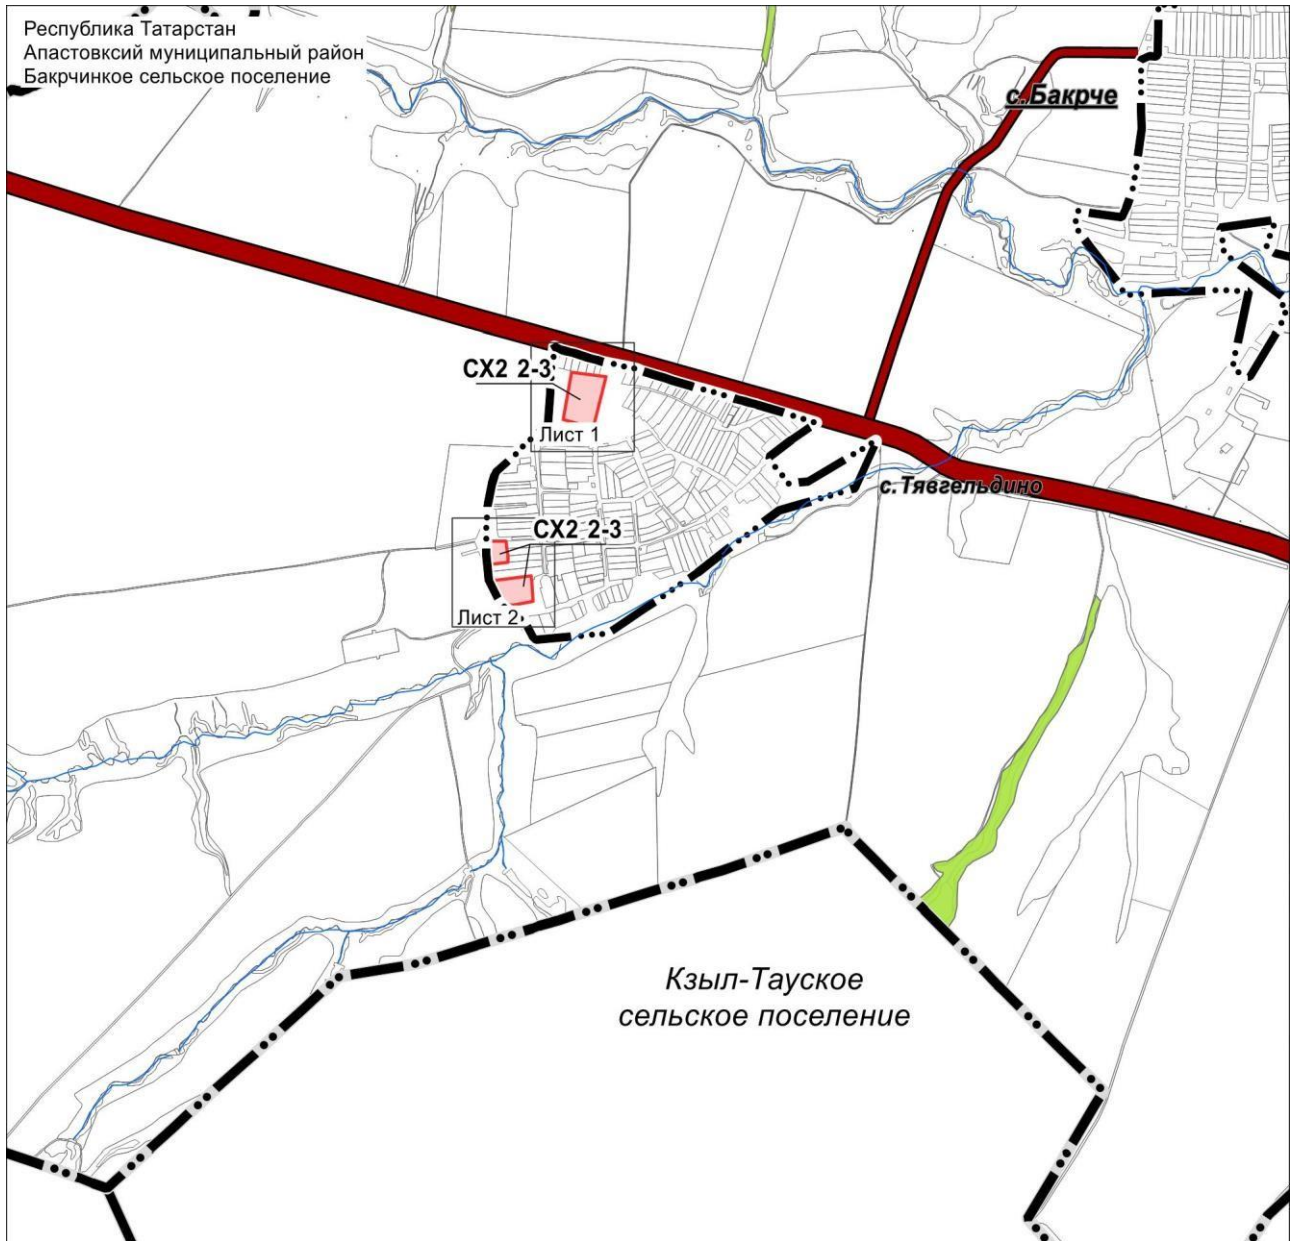 Республика Татарстан
Апастовксий муниципальный район
Бакрчинкое сельское поселение
с.Бакрче
СХ2 2-3
Лист 1
с.Тявгельдино
СХ2 2-3
Лист 2
Кзыл-Тауское
сельское поселение